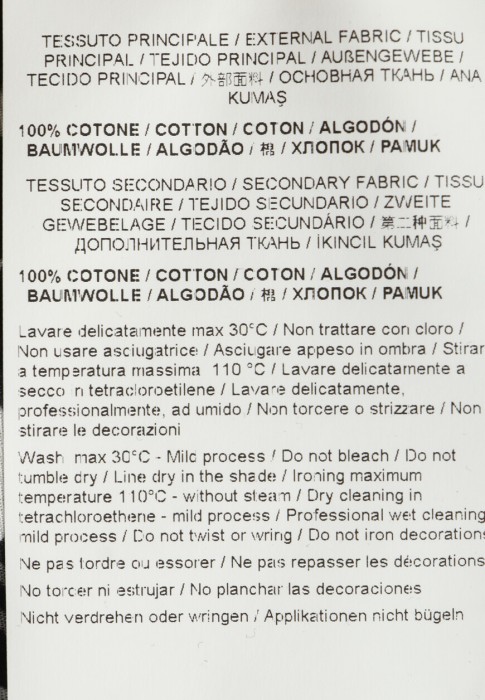 TESSUTO PRINCIPALE / EXTERNAL FABRIC / TISSU
PRINCIPAL / TEJIDO PRINCIPAL / AUßENGEWEBE /
TECIDO PRINCIPAL / 外部面料 / ОСНОВНАЯ ТКАНЬ / ANA
KUMAŞ
100% COTONE / COTTON / COTON / ALGODÓN /
BAUMWOLLE / ALGODÃO / 棉 / ХЛОПОК / PAMUK
TESSUTO SECONDARIO / SECONDARY FABRIC / TISSU
SECONDAIRE / TEJIDO SECUNDARIO / ZWEITE
GEWEBELAGE / TECIDO SECUNDÁRIO / 第二种面料 /
ДОПОЛНИТЕЛЬНАЯ ТКАНЬ / İKINCIL KUMAŞ
100% COTONE / COTTON / COTON / ALGODÓN /
BAUMWOLLE / ALGODÃO / 棉 / ХЛОПОК / PAMUK
Lavare delicatamente max 30°C / Non trattare con cloro /
Non usare asciugatrice / Asciugare appeso in ombra / Stirar
a temperatura massima 110 °C / Lavare delicatamente a
secco in tetracloroetilene / Lavare delicatamente,
professionalmente, ad umido / Non torcere o strizzare / Non
stirare le decorazioni
Wash max 30°C - Mild process / Do not bleach / Do not
tumble dry / Line dry in the shade / Ironing maximum
temperature 110°C - without steam / Dry cleaning in
tetrachloroethene - mild process / Professional wet cleaning
mild process / Do not twist or wring / Do not iron decorations
Ne pas tordre ou essorer / Ne pas repasser les décorations
No torcer ni estrujar / No planchar las decoraciones
Nicht verdrehen oder wringen / Applikationen nicht bügeln